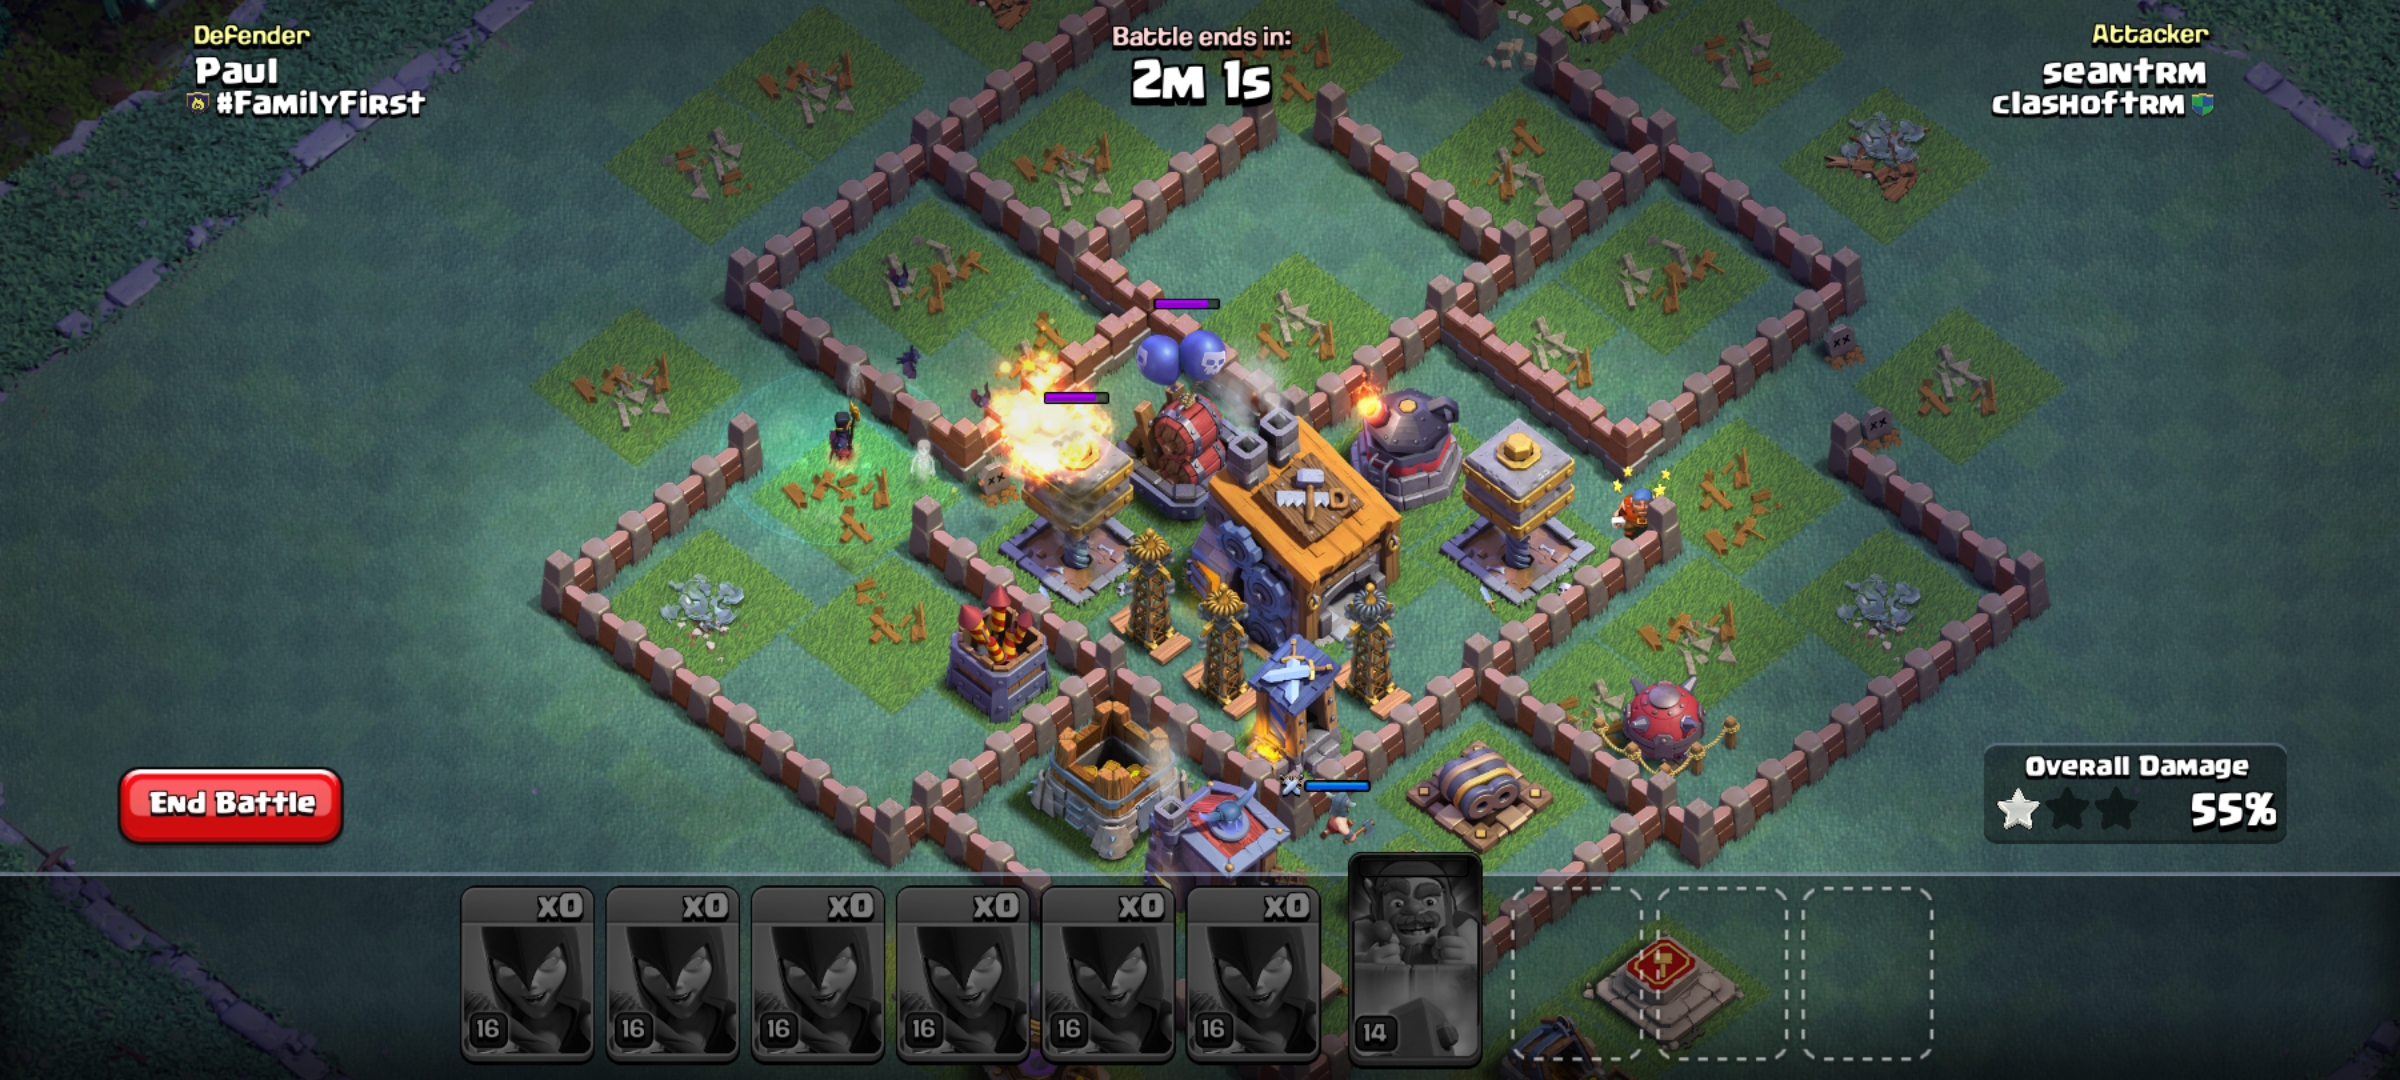 Defender
Paul
#FamilyFirst
Battle ends in:
2M 1s
Attacker
seantRM
clashoftRM
End Battle
Overall Damage
55%
x0
x0
x0
x0
x0
x0
16
16
16
16
16
16
14